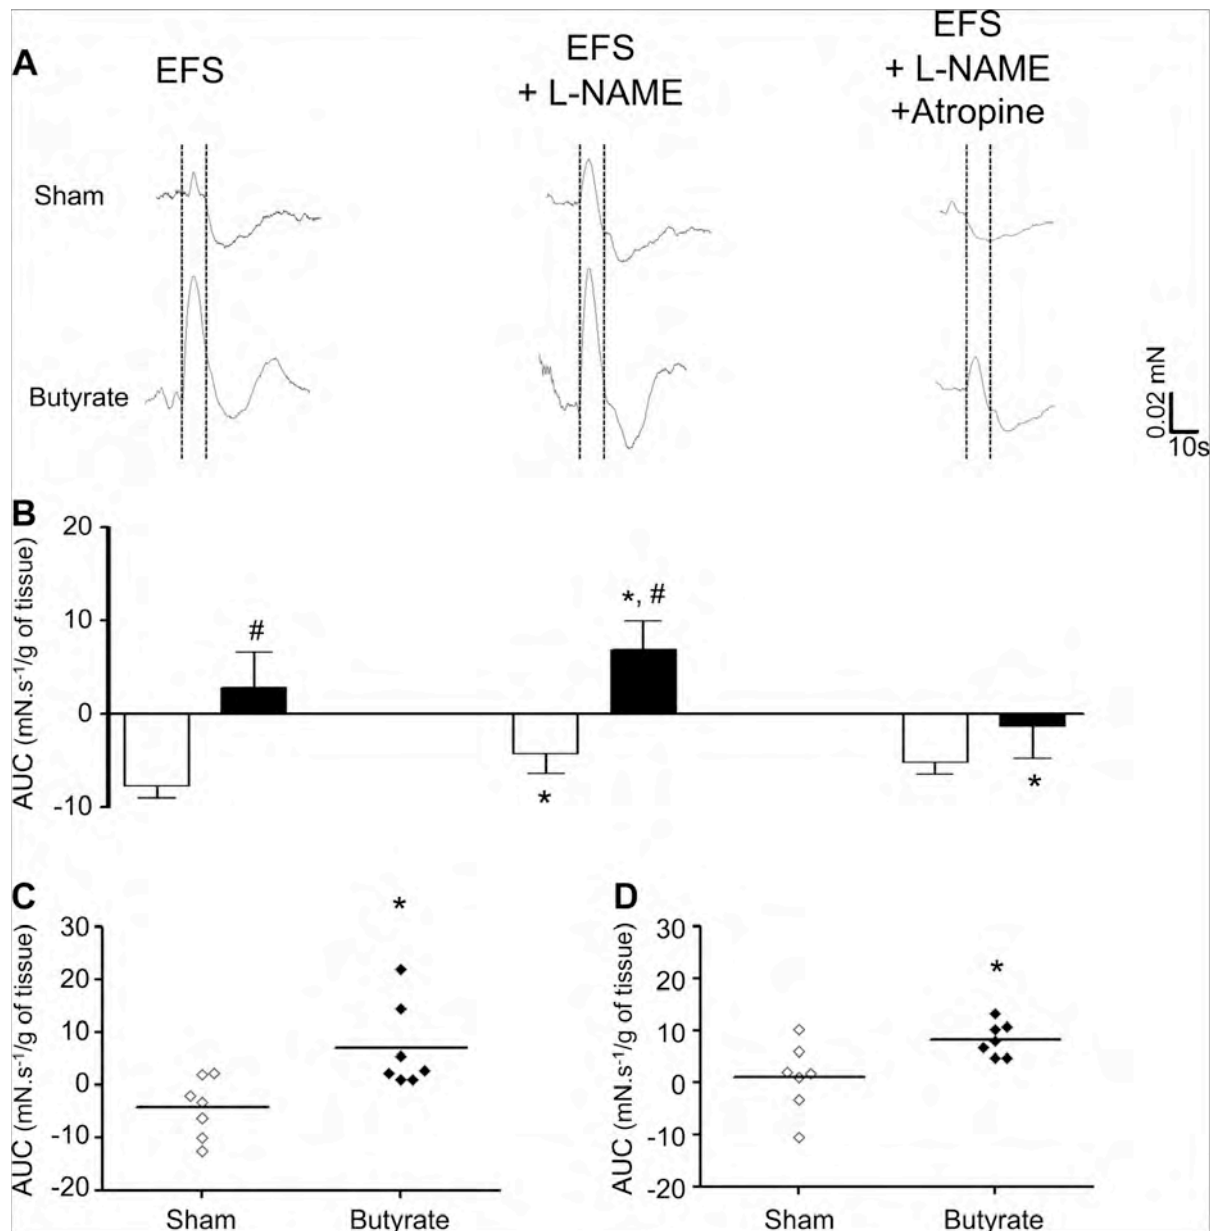 A
EFS
EFS
+ L-NAME
EFS
+ L-NAME
+Atropine
Sham
Butyrate
0.02 mN
10s
B
AUC (mN.s⁻¹/g of tissue)
20
10
0
-10
#
*
*, #
*
C
AUC (mN.s⁻¹/g of tissue)
30
20
10
0
-10
-20
*
Sham
Butyrate
D
AUC (mN.s⁻¹/g of tissue)
30
20
10
0
-10
-20
*
Sham
Butyrate